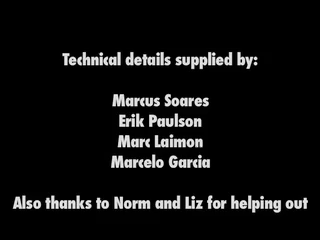 Technical details supplied by:
Marcus Soares
Erik Paulson
Marc Laimon
Marcelo Garcia
Also thanks to Norm and Liz for helping out